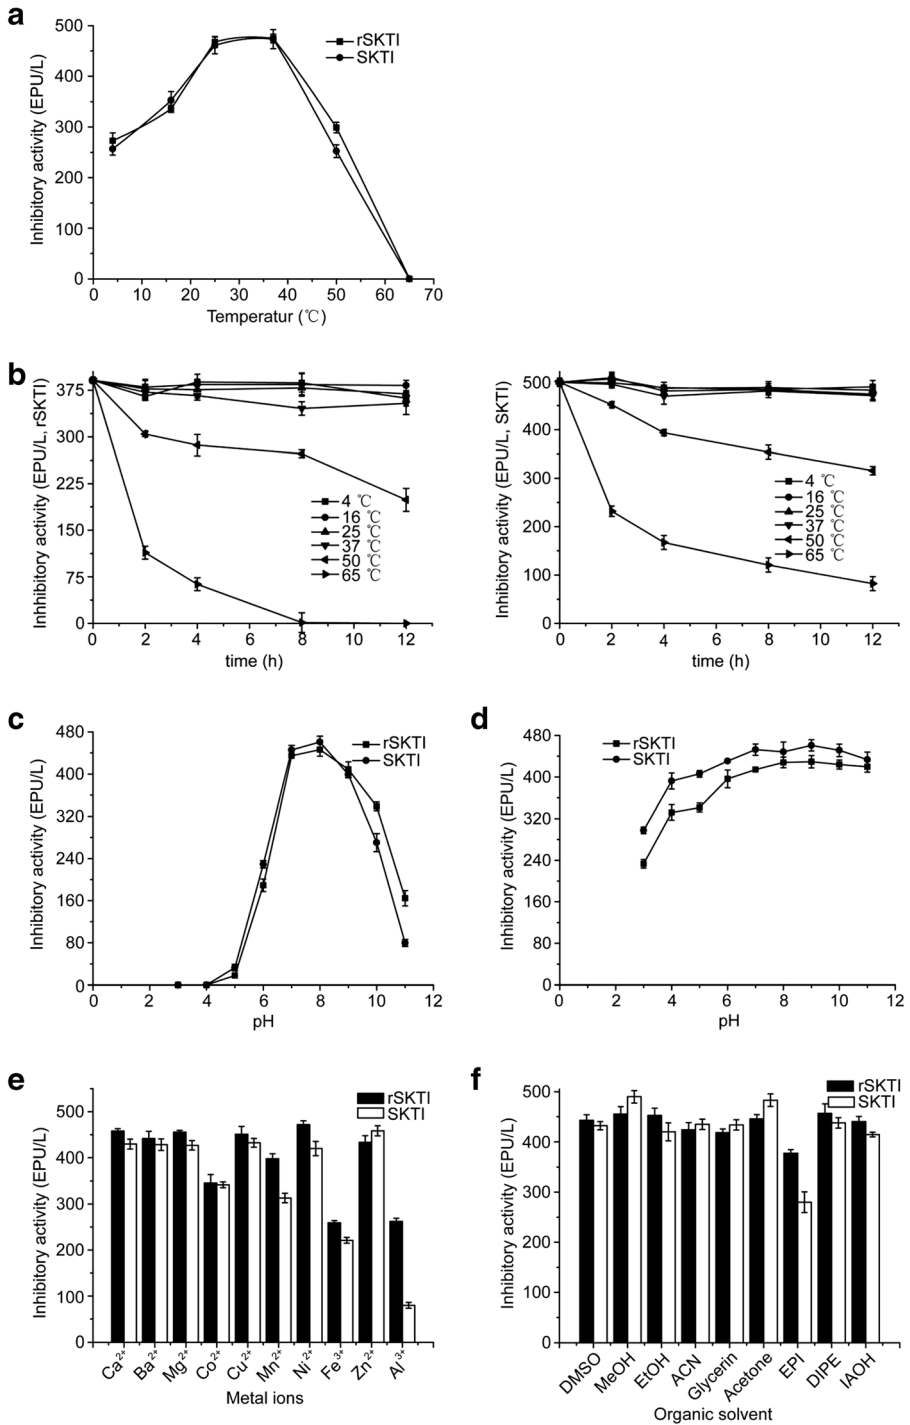 a
500
400
300
200
100
0
Inhibitory activity (EPU/L)
rSKTI
SKTI
0 10 20 30 40 50 60 70
Temperatur (℃)
b
375
300
225
150
75
0
Inhhibitory activity (EPU/L, rSKTI)
4 ℃
16 ℃
25 ℃
37 ℃
50 ℃
65 ℃
0 2 4 6 8 10 12
time (h)
500
400
300
200
100
0
Inhibitory activity (EPU/L, SKTI)
4 ℃
16 ℃
25 ℃
37 ℃
50 ℃
65 ℃
0 2 4 6 8 10 12
time (h)
c
480
400
320
240
160
80
0
Inhibitory activity (EPU/L)
rSKTI
SKTI
0 2 4 6 8 10 12
pH
d
480
400
320
240
160
80
0
Inhibitory activity (EPU/L)
rSKTI
SKTI
0 2 4 6 8 10 12
pH
e
500
400
300
200
100
0
Inhibitory activity (EPU/L)
rSKTI
SKTI
Ca²⁺ Ba²⁺ Mg²⁺ Co²⁺ Cu²⁺ Mn²⁺ Ni²⁺ Fe³⁺ Zn²⁺ Al³⁺
Metal ions
f
500
400
300
200
100
0
Inhibitory activity (EPU/L)
rSKTI
SKTI
DMSO MeOH EtOH ACN Glycerin Acetone EPI DIPE IAOH
Organic solvent